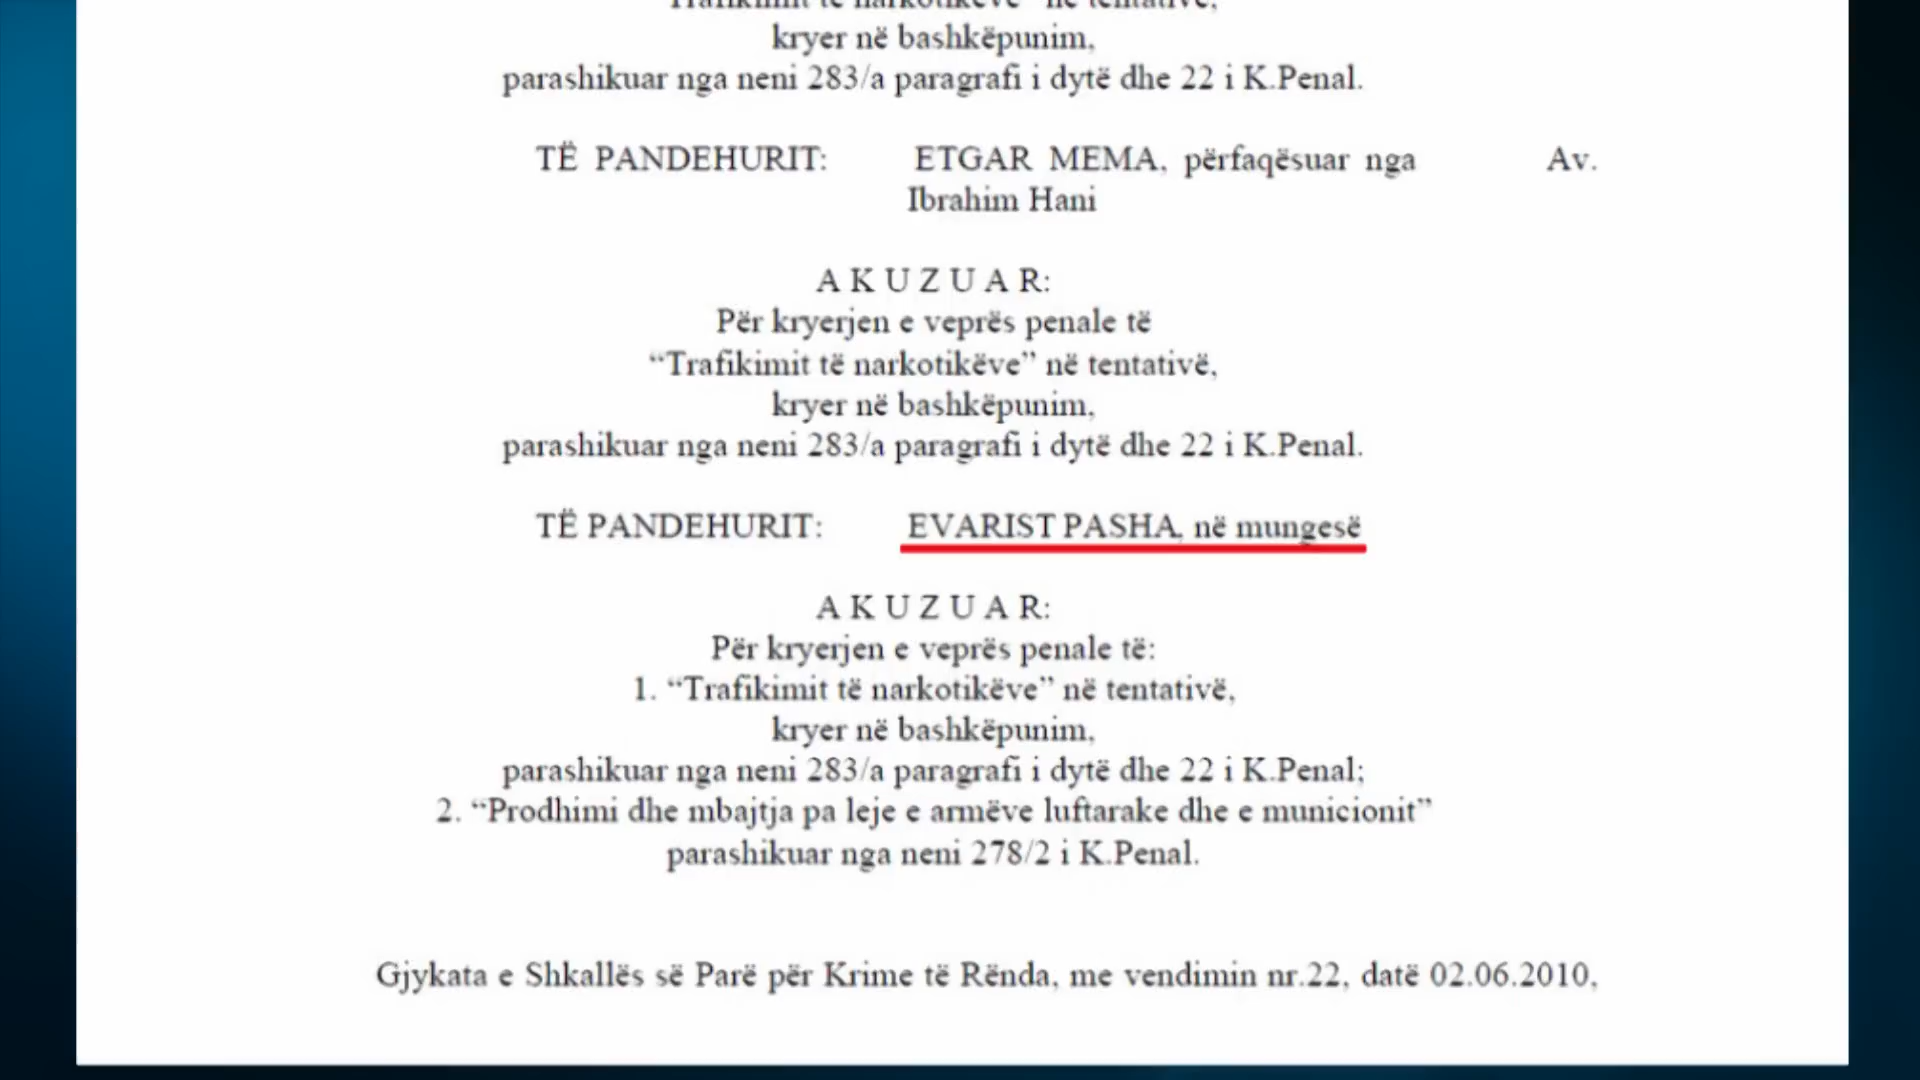 “Trafikimit të narkotikëve” në tentativë,
kryer në bashkëpunim,
parashikuar nga neni 283/a paragrafi i dytë dhe 22 i K.Penal.
TË PANDEHURIT: ETGAR MEMA, përfaqësuar nga Av.
Ibrahim Hani
A K U Z U A R:
Për kryerjen e veprës penale të
“Trafikimit të narkotikëve” në tentativë,
kryer në bashkëpunim,
parashikuar nga neni 283/a paragrafi i dytë dhe 22 i K.Penal.
TË PANDEHURIT: EVARIST PASHA, në mungesë
A K U Z U A R:
Për kryerjen e veprës penale të:
1. “Trafikimit të narkotikëve” në tentativë,
kryer në bashkëpunim,
parashikuar nga neni 283/a paragrafi i dytë dhe 22 i K.Penal;
2. “Prodhimi dhe mbajtja pa leje e armëve luftarake dhe e municionit”
parashikuar nga neni 278/2 i K.Penal.
Gjykata e Shkallës së Parë për Krime të Rënda, me vendimin nr.22, datë 02.06.2010,